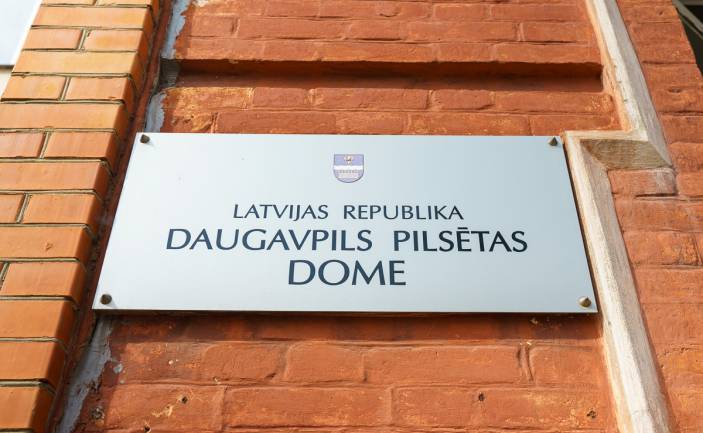 LATVIJAS REPUBLIKA
DAUGAVPILS PILSĒTAS
DOME